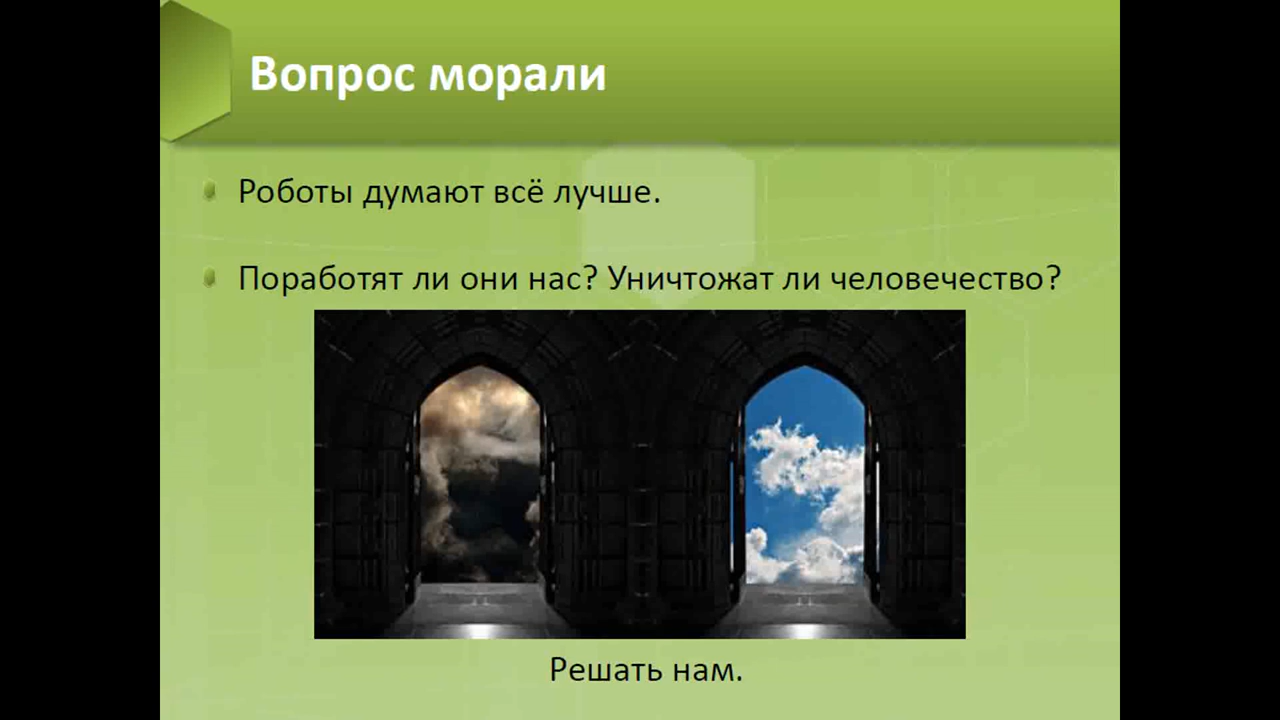 Вопрос морали
Роботы думают всё лучше.
Поработят ли они нас? Уничтожат ли человечество?
Решать нам.